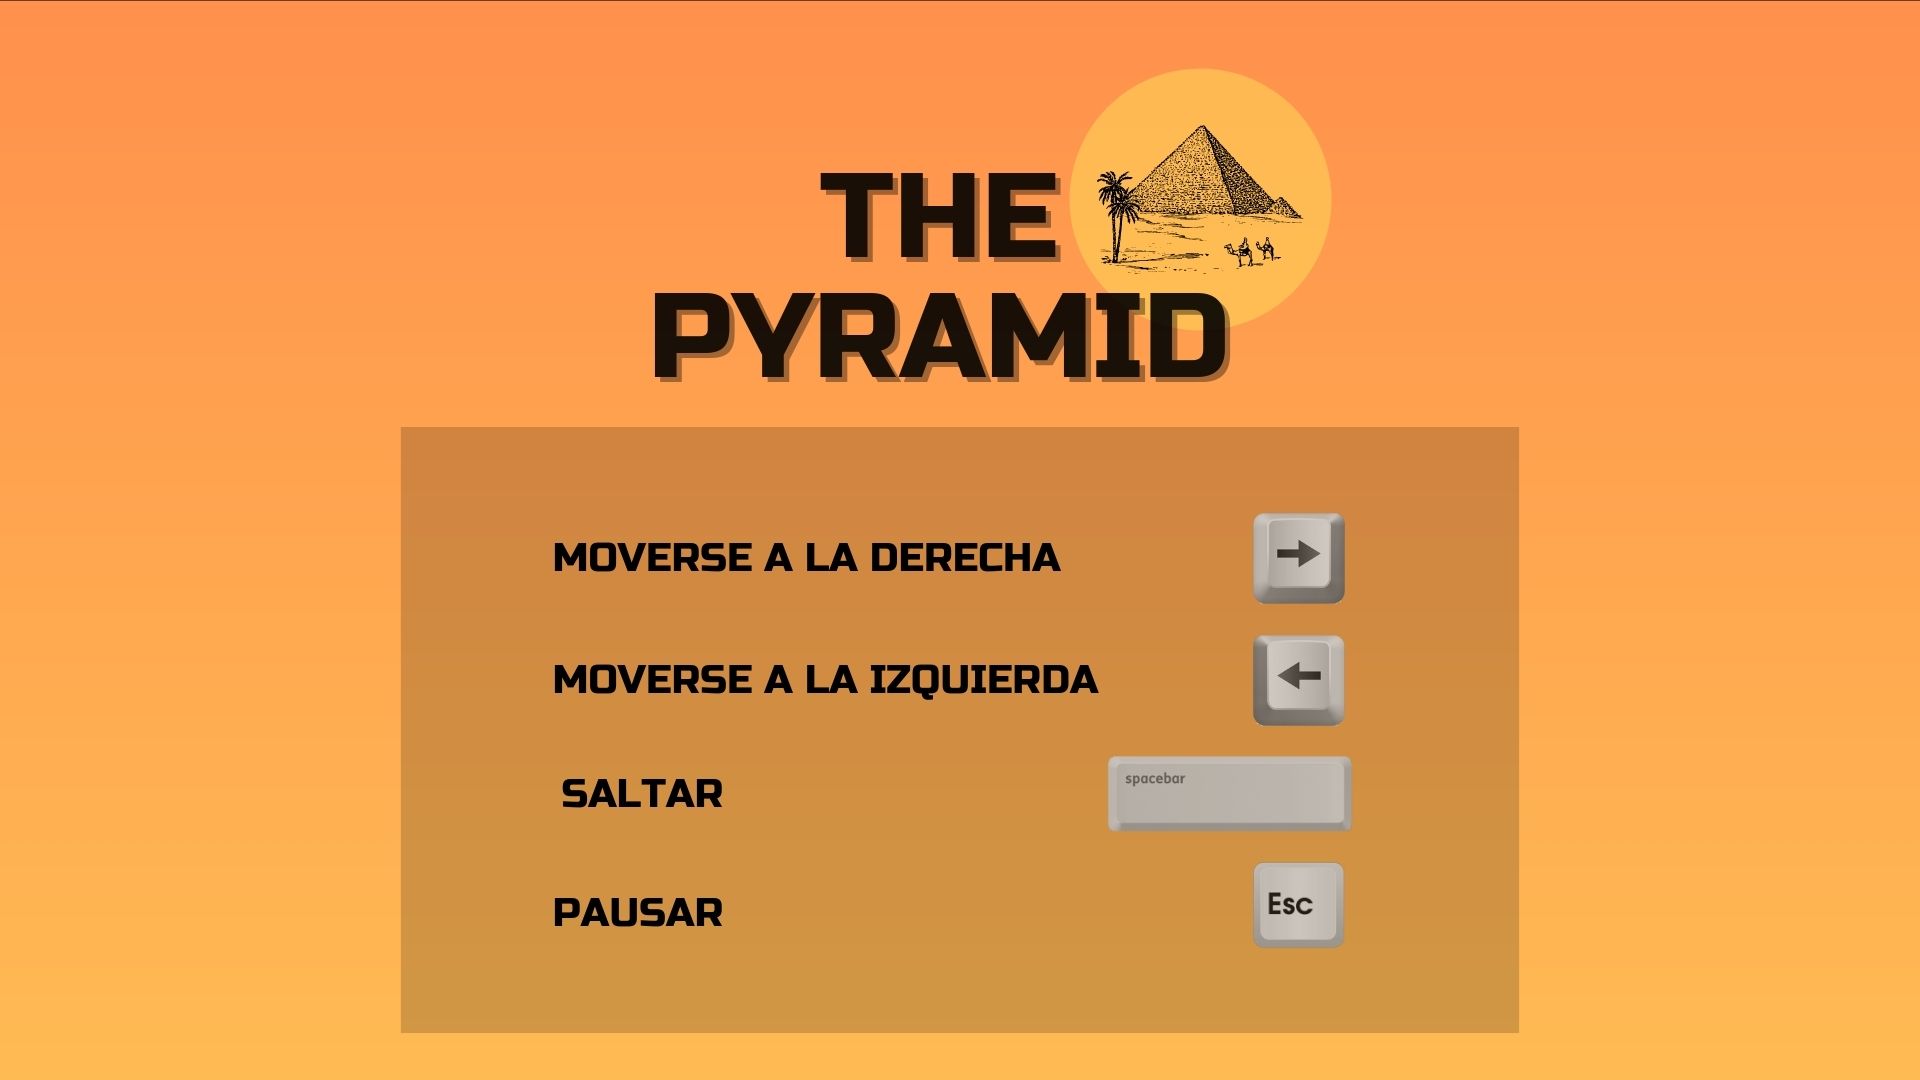 THE
PYRAMID
MOVERSE A LA DERECHA
MOVERSE A LA IZQUIERDA
SALTAR
spacebar
PAUSAR
Esc